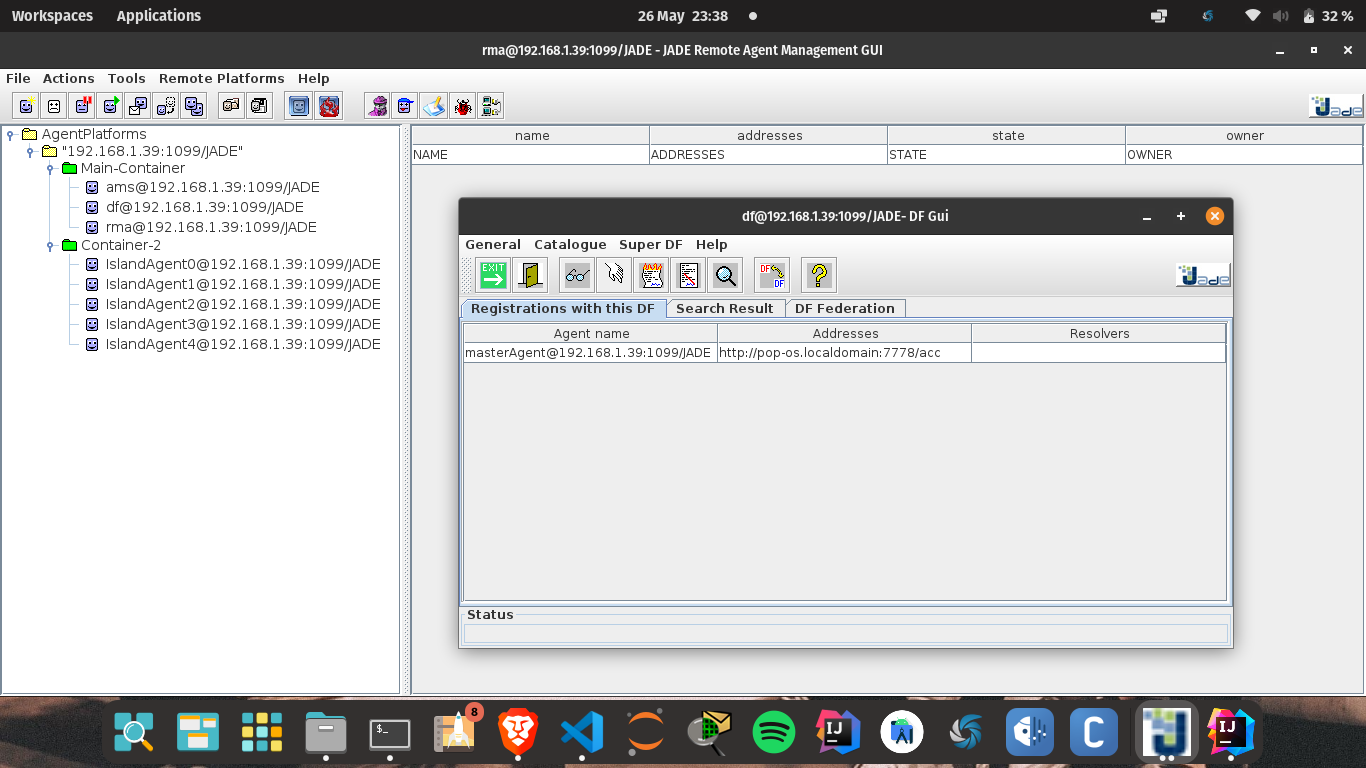 Workspaces Applications 26 May 23:38 32 %
rma@192.168.1.39:1099/JADE - JADE Remote Agent Management GUI
File Actions Tools Remote Platforms Help
Jade
AgentPlatforms
"192.168.1.39:1099/JADE"
Main-Container
ams@192.168.1.39:1099/JADE
df@192.168.1.39:1099/JADE
rma@192.168.1.39:1099/JADE
Container-2
IslandAgent0@192.168.1.39:1099/JADE
IslandAgent1@192.168.1.39:1099/JADE
IslandAgent2@192.168.1.39:1099/JADE
IslandAgent3@192.168.1.39:1099/JADE
IslandAgent4@192.168.1.39:1099/JADE
name addresses state owner
NAME ADDRESSES STATE OWNER
df@192.168.1.39:1099/JADE- DF Gui
General Catalogue Super DF Help
EXIT DF DF ? Jade
Registrations with this DF Search Result DF Federation
Agent name Addresses Resolvers
masterAgent@192.168.1.39:1099/JADE http://pop-os.localdomain:7778/acc
Status
$_ 8 IJ C IJ